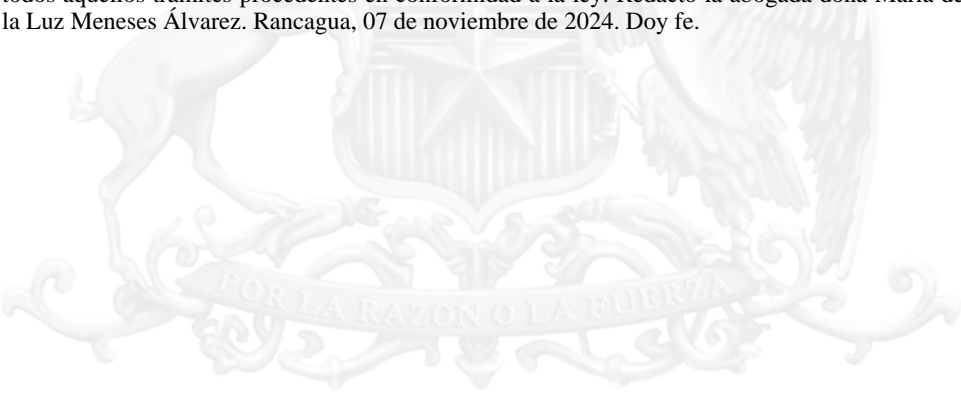 todos aquellos trámites procedentes en conformidad a la ley. Redactó la abogada doña María de
la Luz Meneses Álvarez. Rancagua, 07 de noviembre de 2024. Doy fe.
POR LA RAZON O LA FUERZA